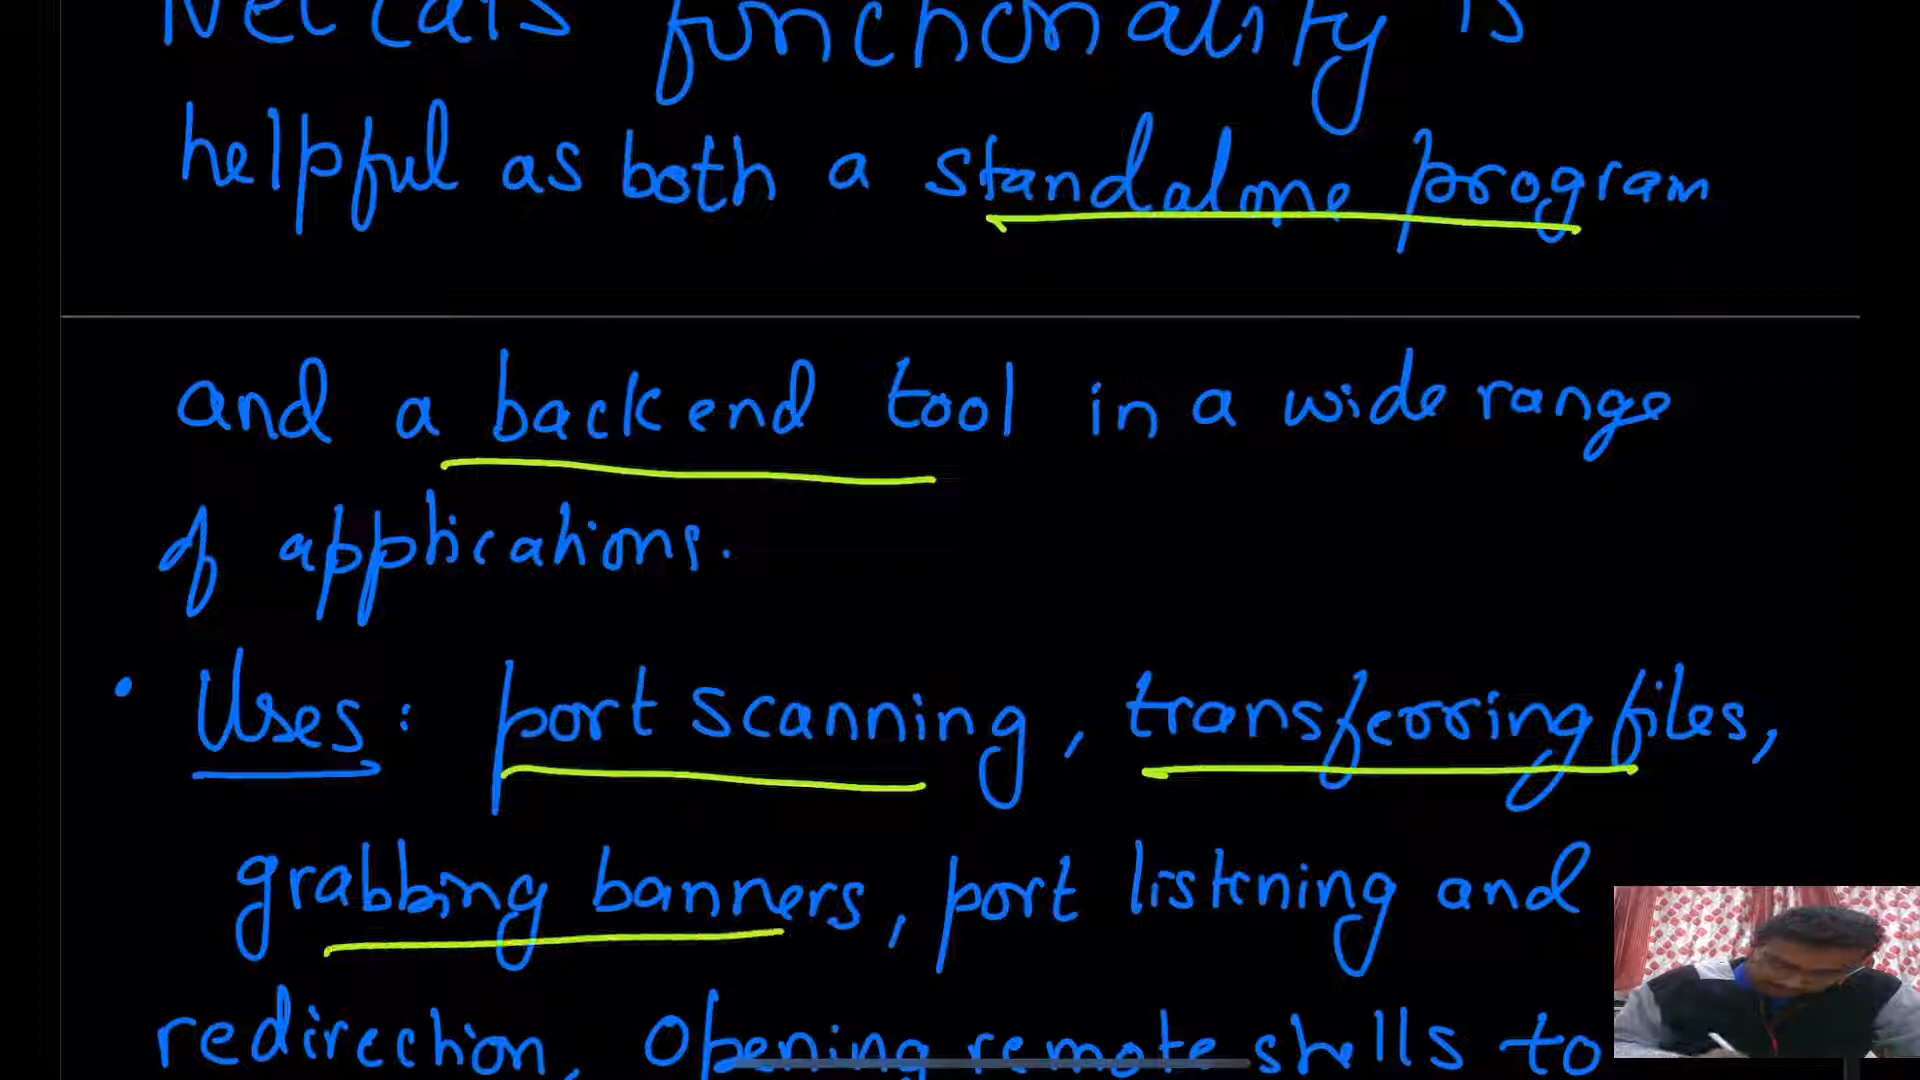 Netcats functionality is
helpful as both a standalone program
and a backend tool in a wide range
of applications.
• Uses: port scanning, transferring files,
grabbing banners, port listening and
redirection, Opening remote shells to